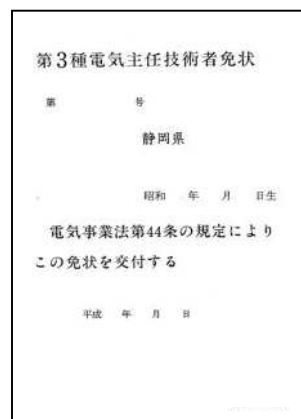 第3種電気主任技術者免状
第 号
静岡県
昭和 年 月 日生
電気事業法第44条の規定により
この免状を交付する
平成 年 月 日